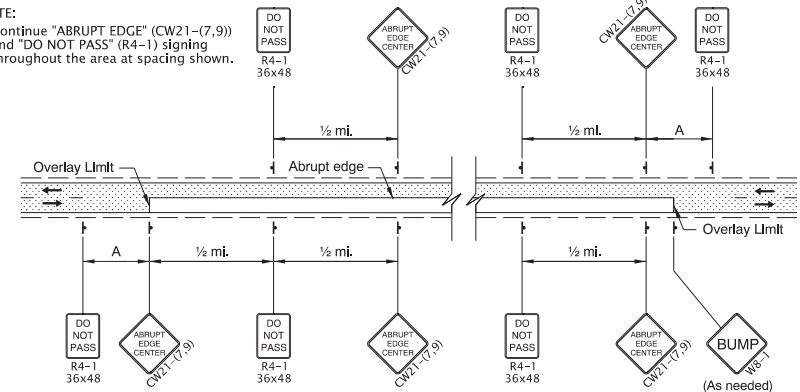 TE:
ontinue "ABRUPT EDGE" (CW21-(7,9))
nd "DO NOT PASS" (R4-1) signing
hroughout the area at spacing shown.
DO
NOT
PASS
R4-1
36x48
ABRUPT
EDGE
CENTER
CW21-(7,9)
DO
NOT
PASS
R4-1
36x48
ABRUPT
EDGE
CENTER
CW21-(7,9)
DO
NOT
PASS
R4-1
36x48
½ mi.
½ mi.
A
Overlay Limit
Abrupt edge
Overlay Limit
A
½ mi.
½ mi.
½ mi.
DO
NOT
PASS
R4-1
36x48
ABRUPT
EDGE
CENTER
CW21-(7,9)
DO
NOT
PASS
R4-1
36x48
ABRUPT
EDGE
CENTER
CW21-(7,9)
DO
NOT
PASS
R4-1
36x48
ABRUPT
EDGE
CENTER
CW21-(7,9)
BUMP
W8-1
(As needed)